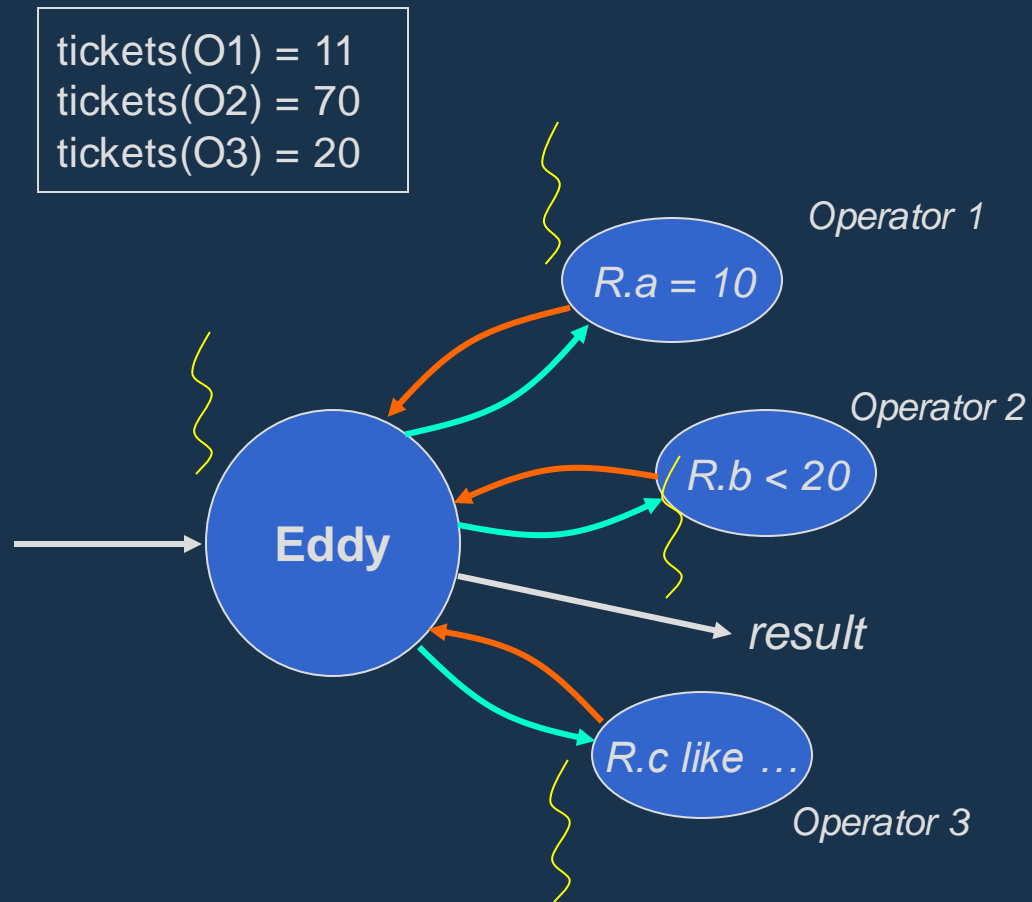 tickets(O1) = 11
tickets(O2) = 70
tickets(O3) = 20
Operator 1
R.a = 10
Operator 2
R.b < 20
Eddy
result
R.c like …
Operator 3